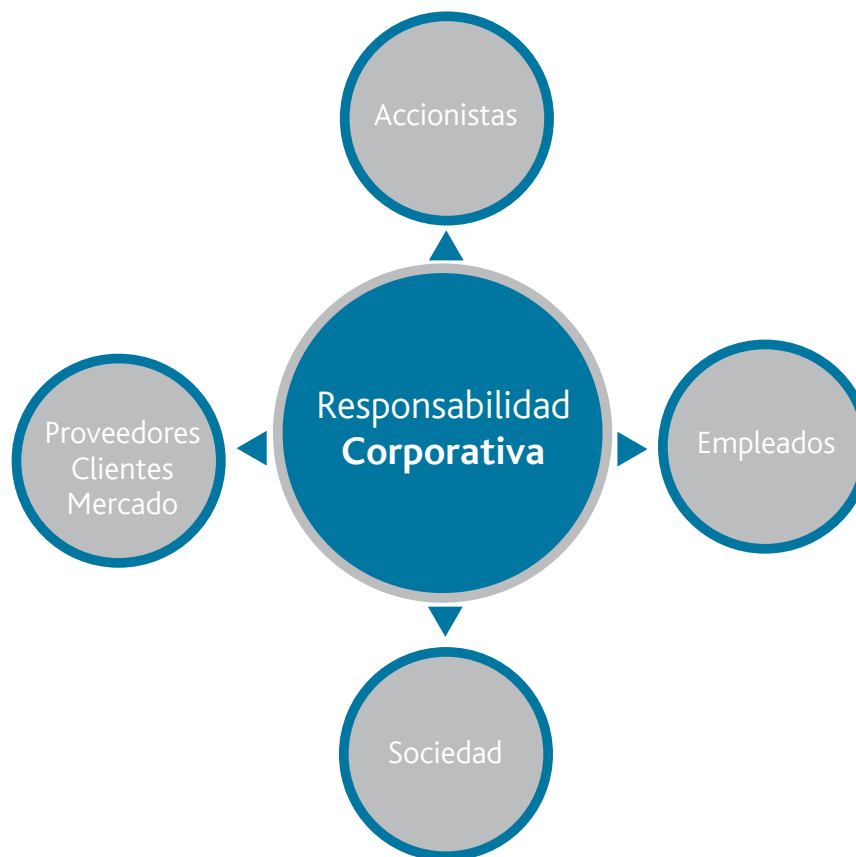 Accionistas
Responsabilidad
Corporativa
Proveedores
Clientes
Mercado
Empleados
Sociedad